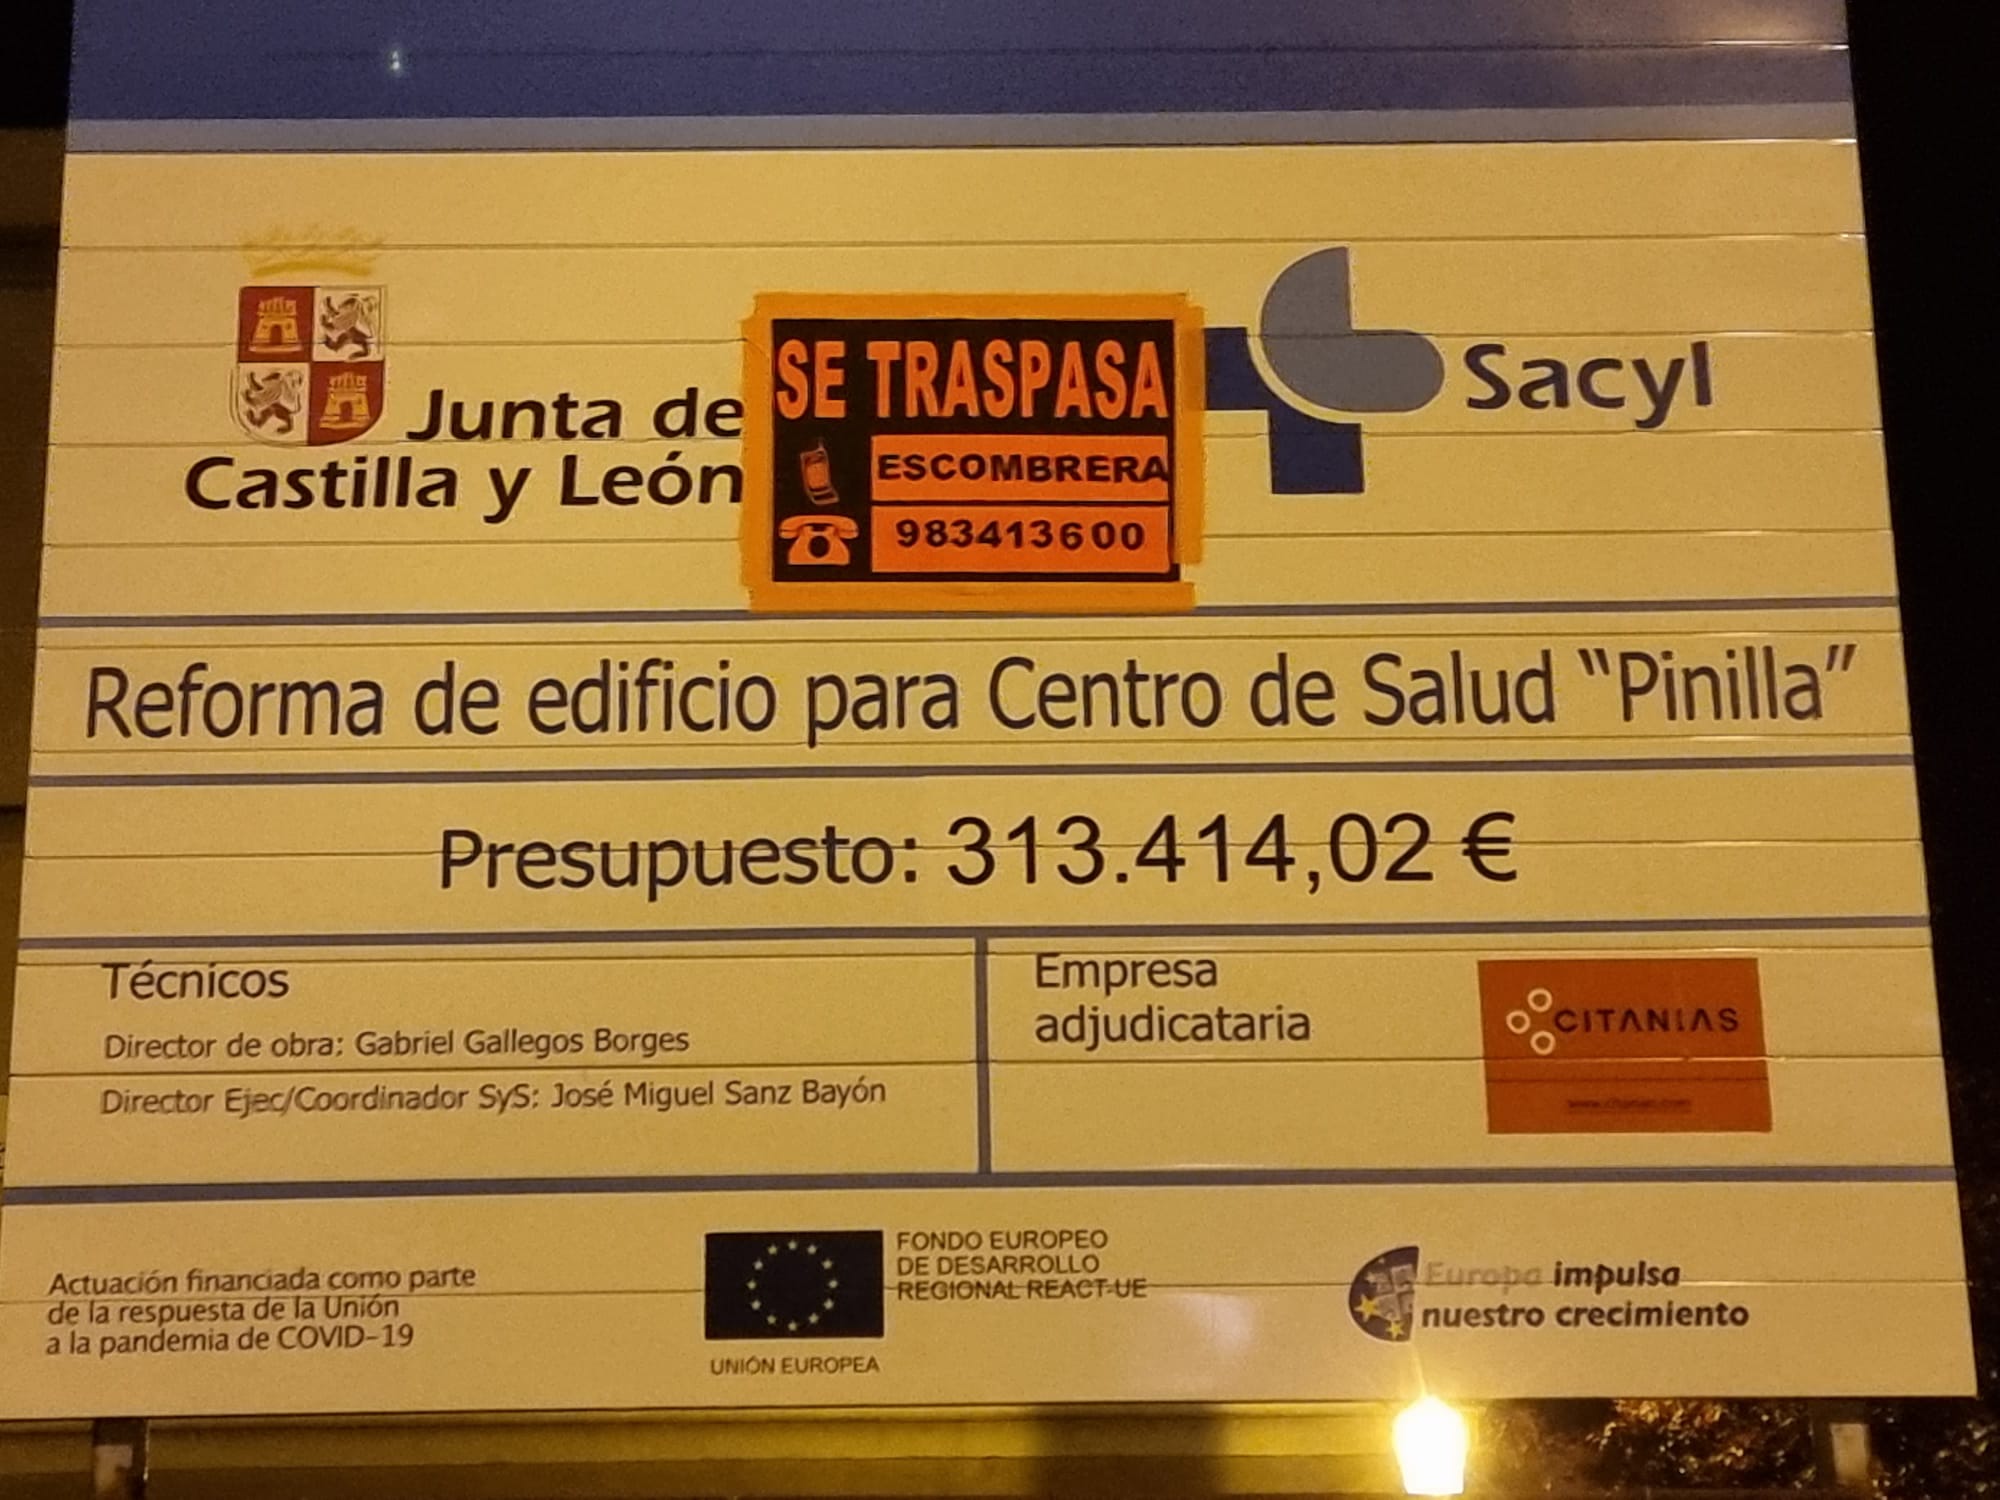 Junta de
Castilla y León
SE TRASPASA
ESCOMBRERA
983413600
Sacyl
Reforma de edificio para Centro de Salud “Pinilla”
Presupuesto: 313.414,02 €
Técnicos
Director de obra: Gabriel Gallegos Borges
Director Ejec/Coordinador SyS: José Miguel Sanz Bayón
Empresa
adjudicataria
CITANIAS
Actuación financiada como parte
de la respuesta de la Unión
a la pandemia de COVID-19
UNIÓN EUROPEA
FONDO EUROPEO
DE DESARROLLO
REGIONAL REACT-UE
Europa impulsa
nuestro crecimiento